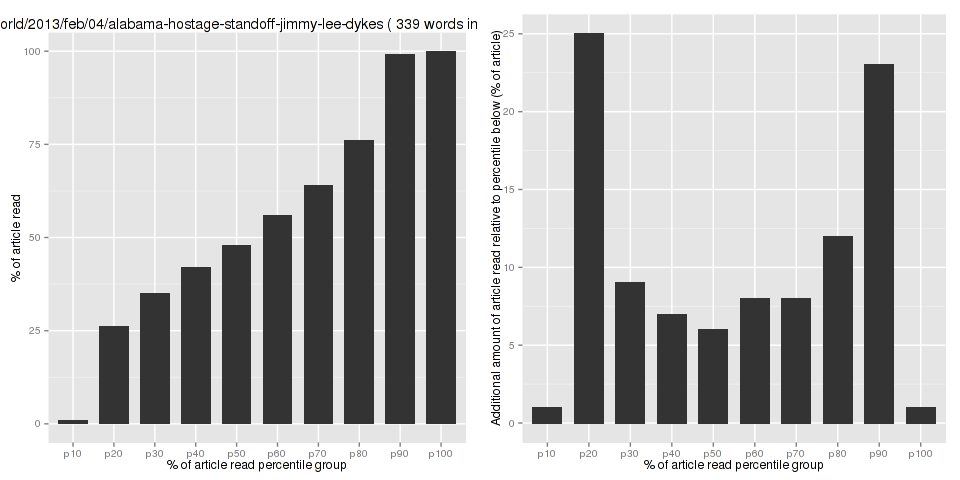 orld/2013/feb/04/alabama-hostage-standoff-jimmy-lee-dykes ( 339 words in
% of article read
100
75
50
25
0
p10 p20 p30 p40 p50 p60 p70 p80 p90 p100
% of article read percentile group
Additional amount of article read relative to percentile below (% of article)
25
20
15
10
5
0
p10 p20 p30 p40 p50 p60 p70 p80 p90 p100
% of article read percentile group